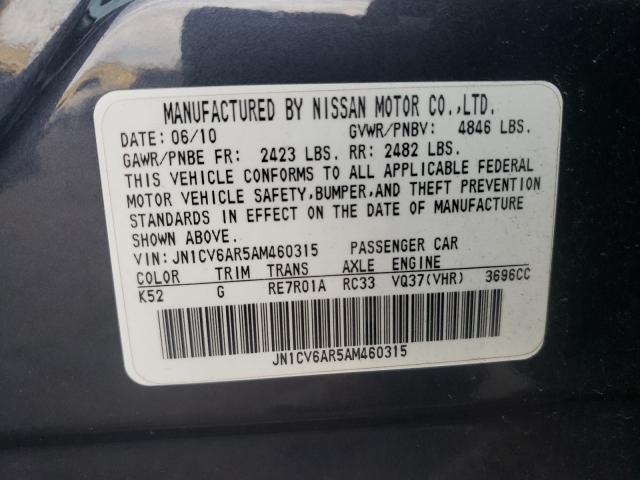 MANUFACTURED BY NISSAN MOTOR CO.,LTD.
DATE: 06/10 GVWR/PNBV: 4846 LBS.
GAWR/PNBE FR: 2423 LBS. RR: 2482 LBS.
THIS VEHICLE CONFORMS TO ALL APPLICABLE FEDERAL
MOTOR VEHICLE SAFETY,BUMPER,AND THEFT PREVENTION
STANDARDS IN EFFECT ON THE DATE OF MANUFACTURE
SHOWN ABOVE.
VIN: JN1CV6AR5AM460315 PASSENGER CAR
COLOR TRIM TRANS AXLE ENGINE
K52 G RE7R01A RC33 VQ37(VHR) 3696CC
JN1CV6AR5AM460315